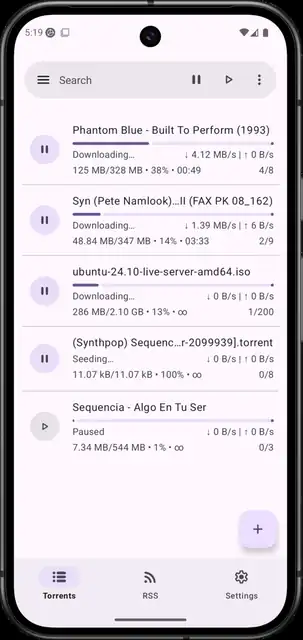 5:19
Search
Phantom Blue - Built To Perform (1993)
Downloading… ↓ 4.12 MB/s | ↑ 0 B/s
125 MB/328 MB • 38% • 00:49 4/8
Syn (Pete Namlook)…II (FAX PK 08_162)
Downloading… ↓ 1.39 MB/s | ↑ 6 B/s
48.84 MB/347 MB • 14% • 03:33 2/9
ubuntu-24.10-live-server-amd64.iso
Downloading… ↓ 0 B/s | ↑ 0 B/s
286 MB/2.10 GB • 13% • ∞ 1/200
(Synthpop) Sequenc…r-2099939].torrent
Seeding… ↓ 0 B/s | ↑ 0 B/s
11.07 kB/11.07 kB • 100% • ∞ 0/8
Sequencia - Algo En Tu Ser
Paused ↓ 0 B/s | ↑ 0 B/s
7.34 MB/544 MB • 1% • ∞ 0/3
Torrents RSS Settings